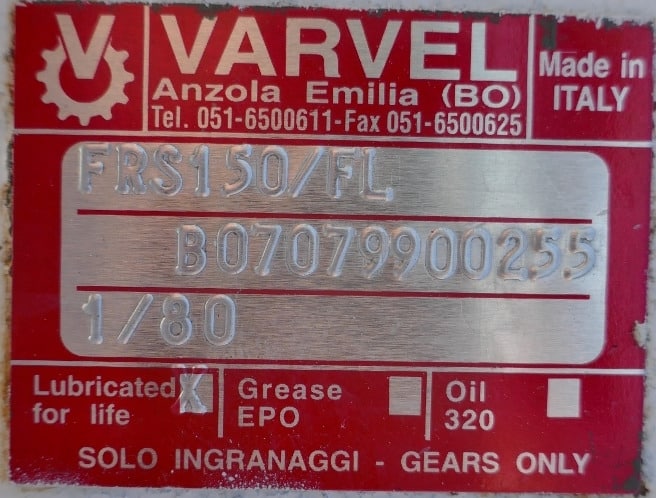 V VARVEL
Anzola Emilia (BO)
Tel. 051-6500611-Fax 051-6500625
Made in
ITALY
FRS150/FL
B07079900255
1/80
Lubricated X
for life
Grease
EPO
Oil
320
SOLO INGRANAGGI - GEARS ONLY